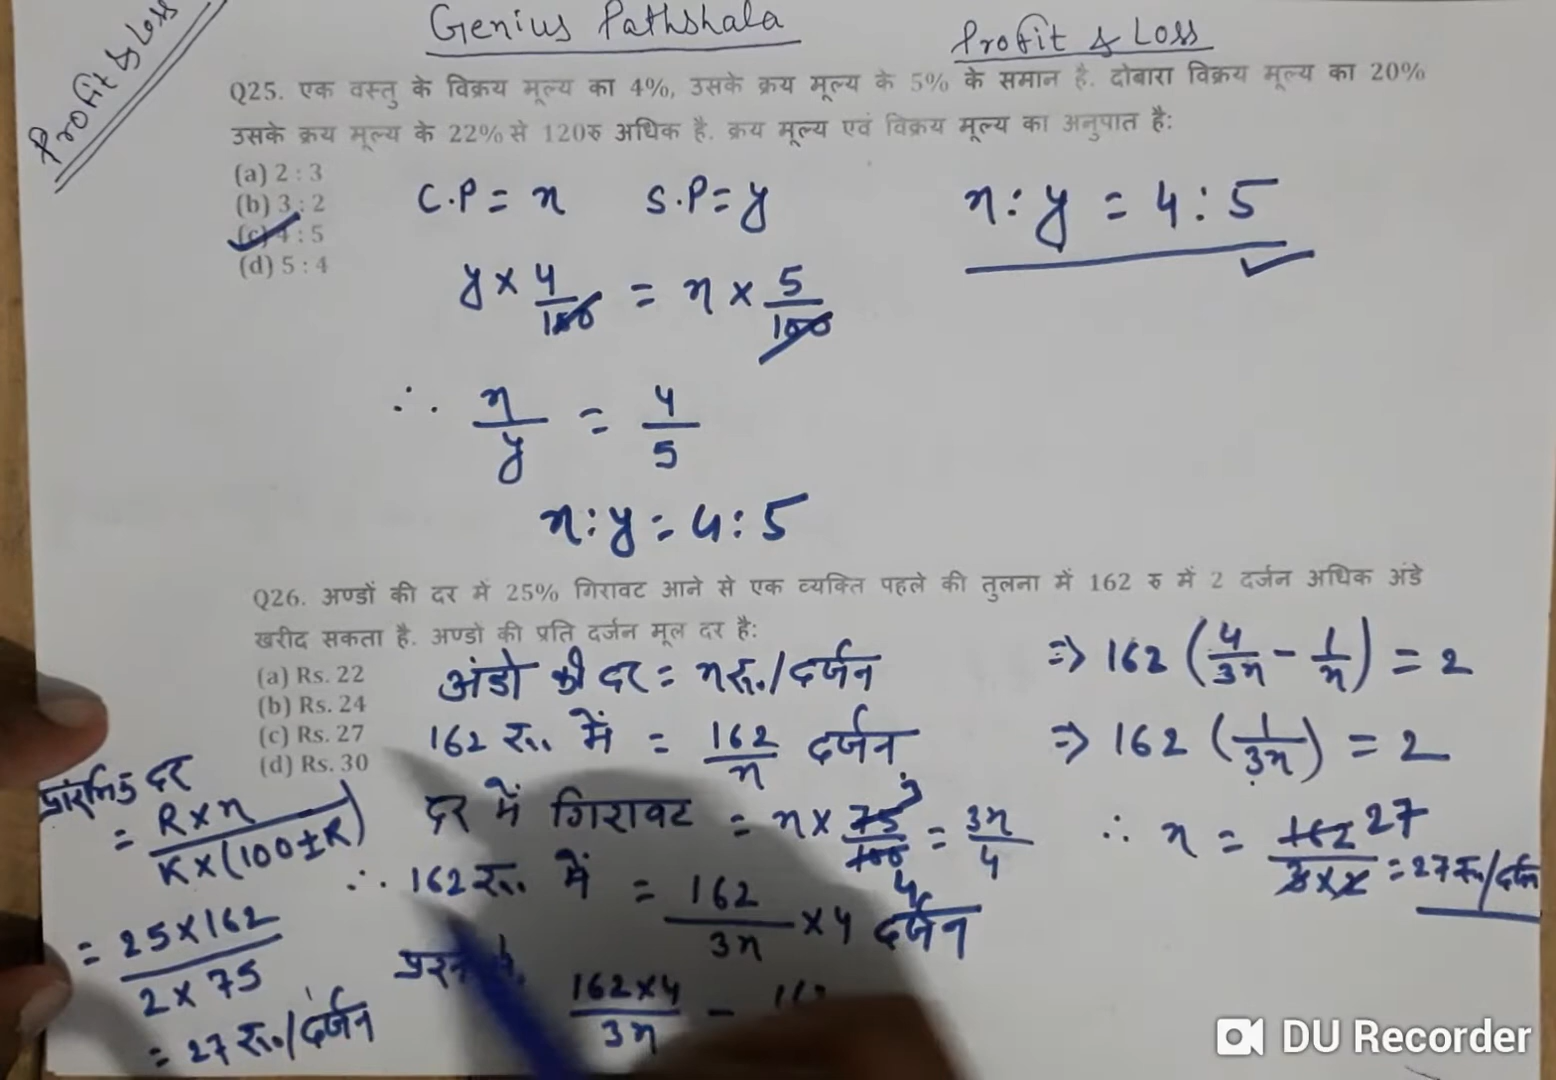 Profit & Loss
Genius Pathshala
Profit & Loss
Q25. एक वस्तु के विक्रय मूल्य का 4%, उसके क्रय मूल्य के 5% के समान है. दोबारा विक्रय मूल्य का 20%
उसके क्रय मूल्य के 22% से 120रु अधिक है. क्रय मूल्य एवं विक्रय मूल्य का अनुपात है:
(a) 2 : 3
(b) 3 : 2
(c) 4 : 5
(d) 5 : 4
C.P = x S.P = y
x : y = 4 : 5
y × 4/100 = x × 5/100
∴ x/y = 4/5
x : y = 4 : 5
Q26. अण्डों की दर में 25% गिरावट आने से एक व्यक्ति पहले की तुलना में 162 रु में 2 दर्जन अधिक अंडे
खरीद सकता है. अण्डो की प्रति दर्जन मूल दर है:
(a) Rs. 22
(b) Rs. 24
(c) Rs. 27
(d) Rs. 30
अंडो की दर = x रु./दर्जन
162 रु. में = 162/x दर्जन
दर में गिरावट = x × 75/100 3 4 = 3x/4
∴ 162 रु. में = 162/3x × 4 दर्जन
162×4/3x -
⇒ 162 (4/3x - 1/x) = 2
⇒ 162 (1/3x) = 2
∴ x = 162/3×2 27 = 27 रु./दर्जन
प्रारंभिक दर
= R × x / K × (100 ± R)
= 25 × 162 / 2 × 75
= 27 रु./दर्जन
DU Recorder